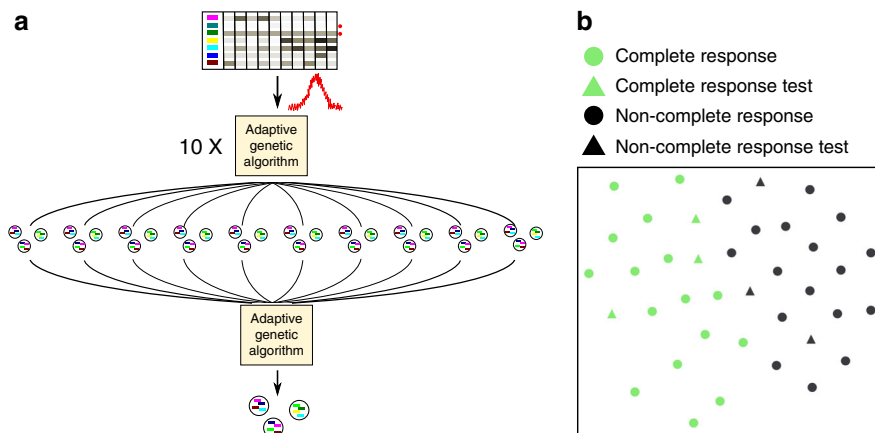 a
10 X
Adaptive
genetic
algorithm
Adaptive
genetic
algorithm
b
Complete response
Complete response test
Non-complete response
Non-complete response test